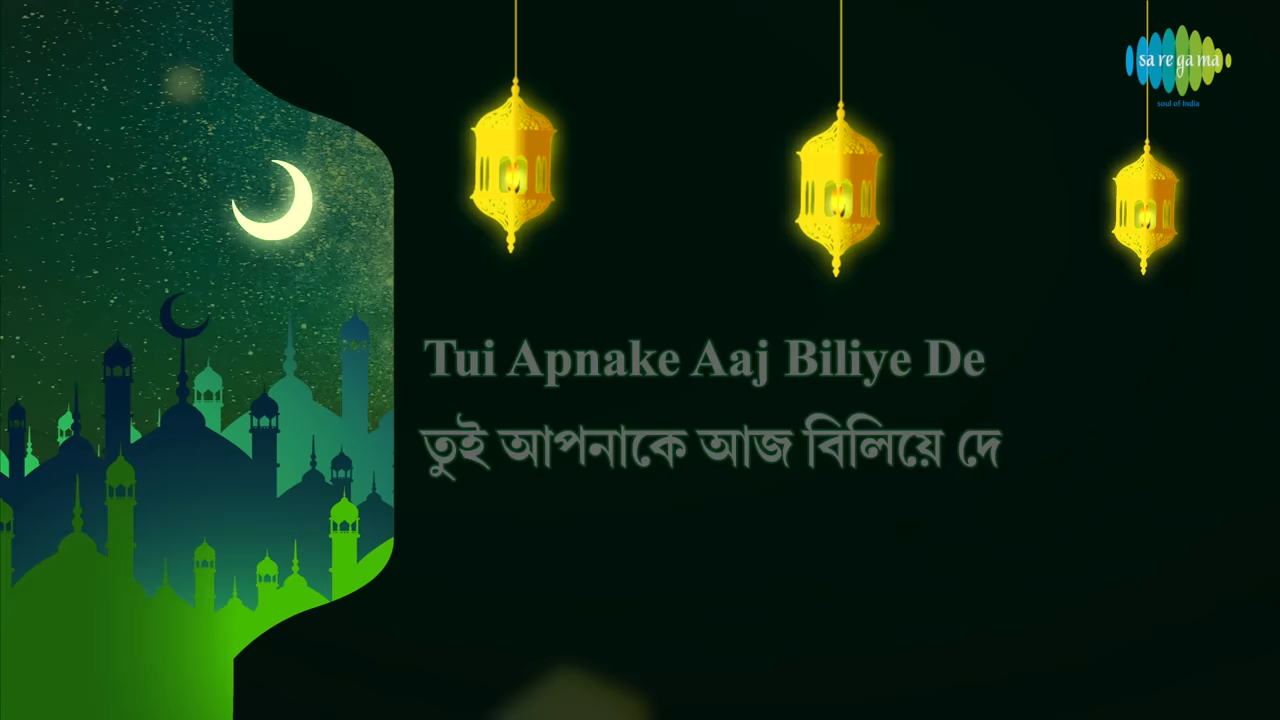 sa re ga ma
soul of India
Tui Apnake Aaj Biliye De
তুই আপনাকে আজ বিলিয়ে দে